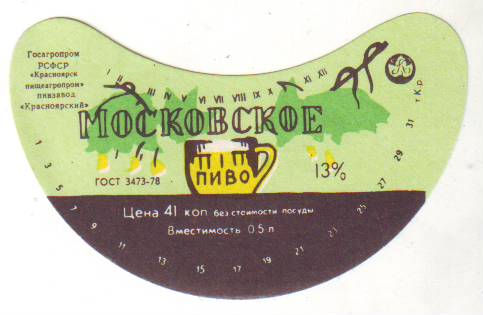 Госагропром
РСФСР
«Красноярск
пищеагропром»
пивзавод
«Красноярский»
I II III IV V VI VII VIII IX X XI XII
МОСКОВСКОЕ
ПИВО
ГОСТ 3473-78
13%
Цена 41 коп без стоимости посуды
Вместимость 0.5 л
1 3 5 7 9 11 13 15 17 19 21 23 25 27 29 31
т.К.р.